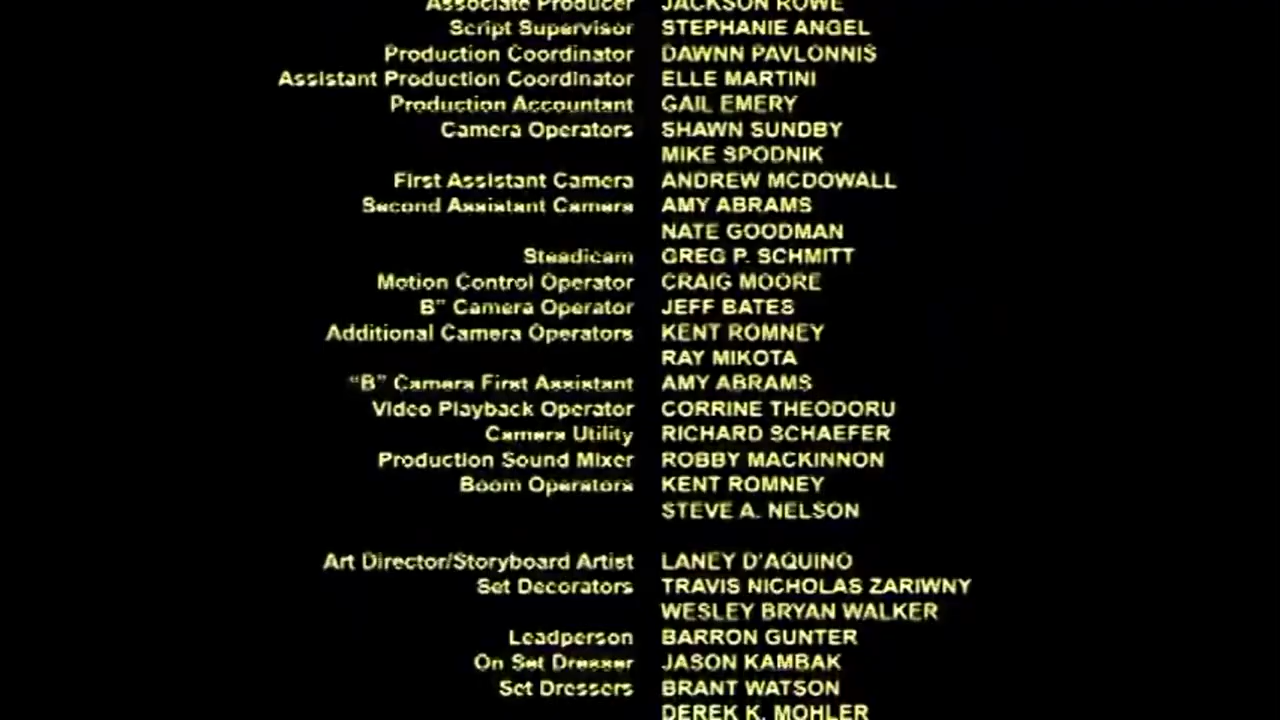 Associate Producer JACKSON ROWE
Script Supervisor STEPHANIE ANGEL
Production Coordinator DAWNN PAVLONNIS
Assistant Production Coordinator ELLE MARTINI
Production Accountant GAIL EMERY
Camera Operators SHAWN SUNDBY
MIKE SPODNIK
First Assistant Camera ANDREW MCDOWALL
Second Assistant Camera AMY ABRAMS
NATE GOODMAN
Steadicam GREG P. SCHMITT
Motion Control Operator CRAIG MOORE
B” Camera Operator JEFF BATES
Additional Camera Operators KENT ROMNEY
RAY MIKOTA
“B” Camera First Assistant AMY ABRAMS
Video Playback Operator CORRINE THEODORU
Camera Utility RICHARD SCHAEFER
Production Sound Mixer ROBBY MACKINNON
Boom Operators KENT ROMNEY
STEVE A. NELSON
Art Director/Storyboard Artist LANEY D'AQUINO
Set Decorators TRAVIS NICHOLAS ZARIWNY
WESLEY BRYAN WALKER
Leadperson BARRON GUNTER
On Set Dresser JASON KAMBAK
Set Dressers BRANT WATSON
DEREK K. MOHLER